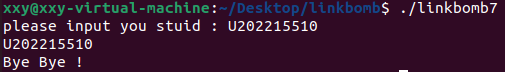 xxy@xxy-virtual-machine:~/Desktop/linkbomb$ ./linkbomb7
please input you stuid : U202215510
U202215510
Bye Bye !